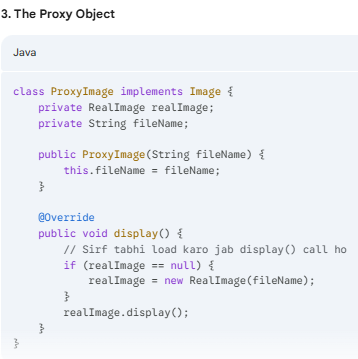 3. The Proxy Object
Java
class ProxyImage implements Image {
    private RealImage realImage;
    private String fileName;

    public ProxyImage(String fileName) {
        this.fileName = fileName;
    }

    @Override
    public void display() {
        // Sirf tabhi load karo jab display() call ho
        if (realImage == null) {
            realImage = new RealImage(fileName);
        }
        realImage.display();
    }
}